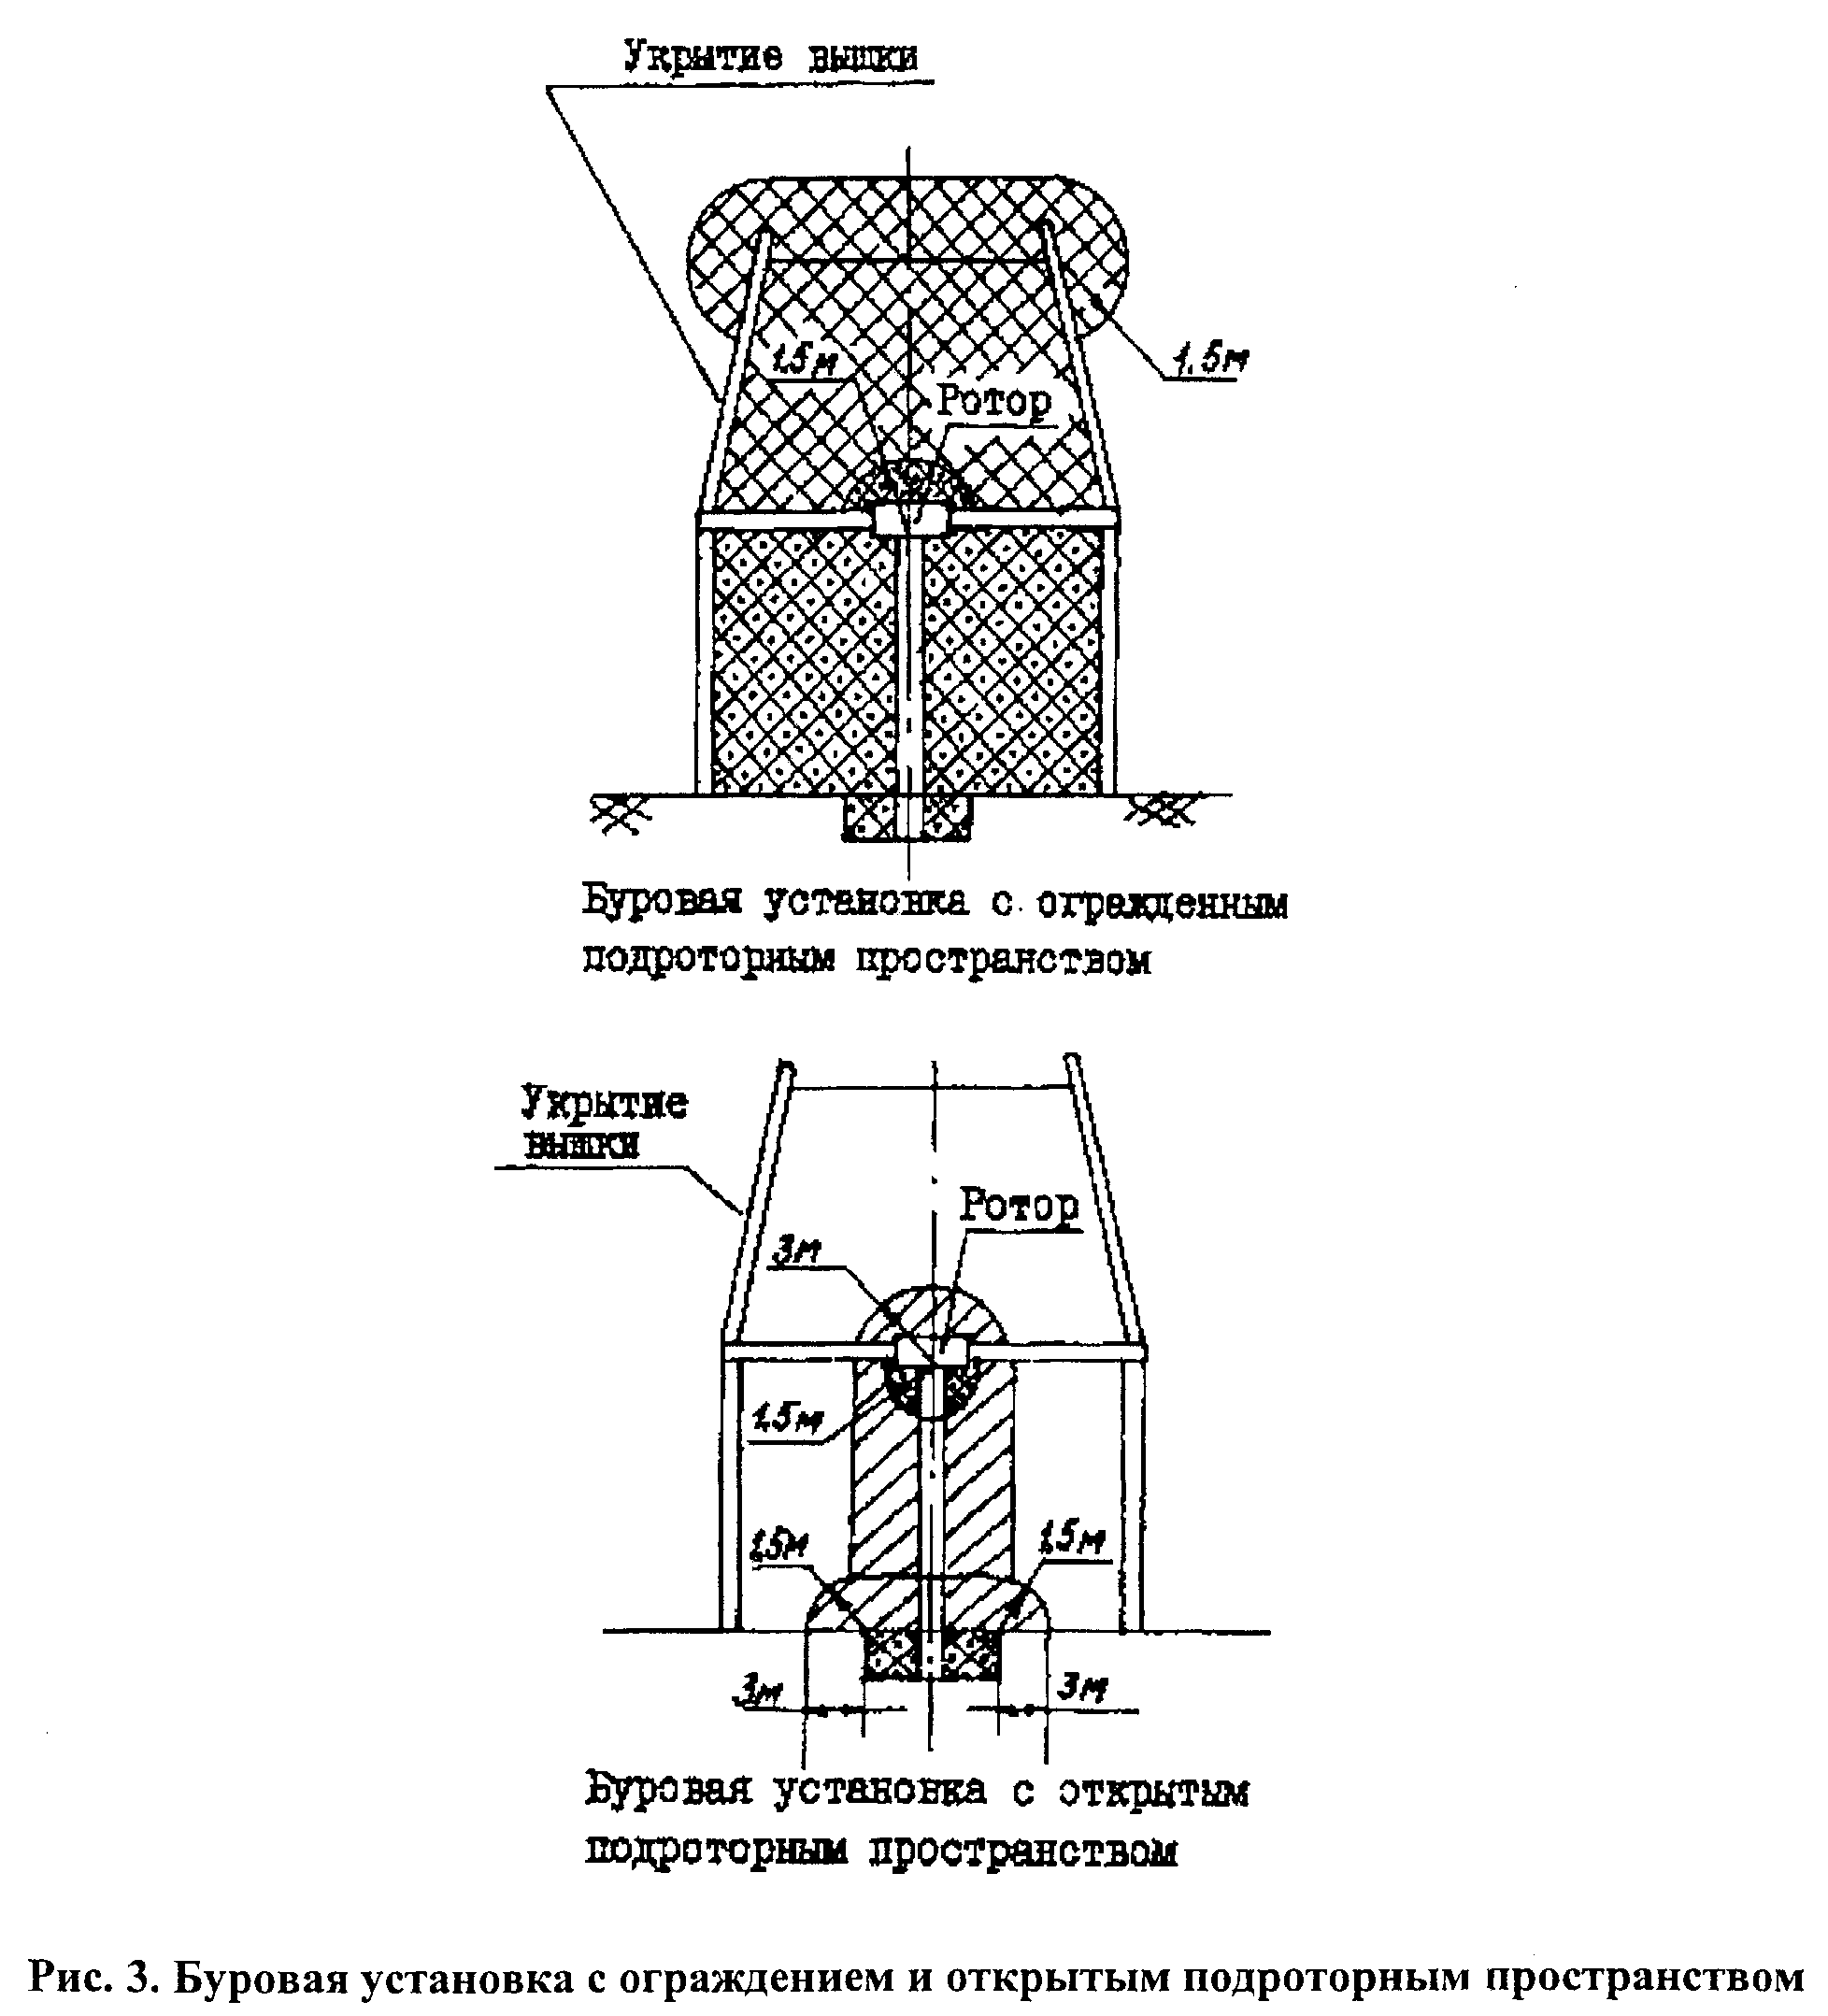 Укрытие вышки
1.5м
1.5м
Ротор
Буровая установка с огражденным
подроторным пространством
Укрытие
вышки
Ротор
3м
1.5м
1.5м
1.5м
3м
3м
Буровая установка с открытым
подроторным пространством
Рис. 3. Буровая установка с ограждением и открытым подроторным пространством